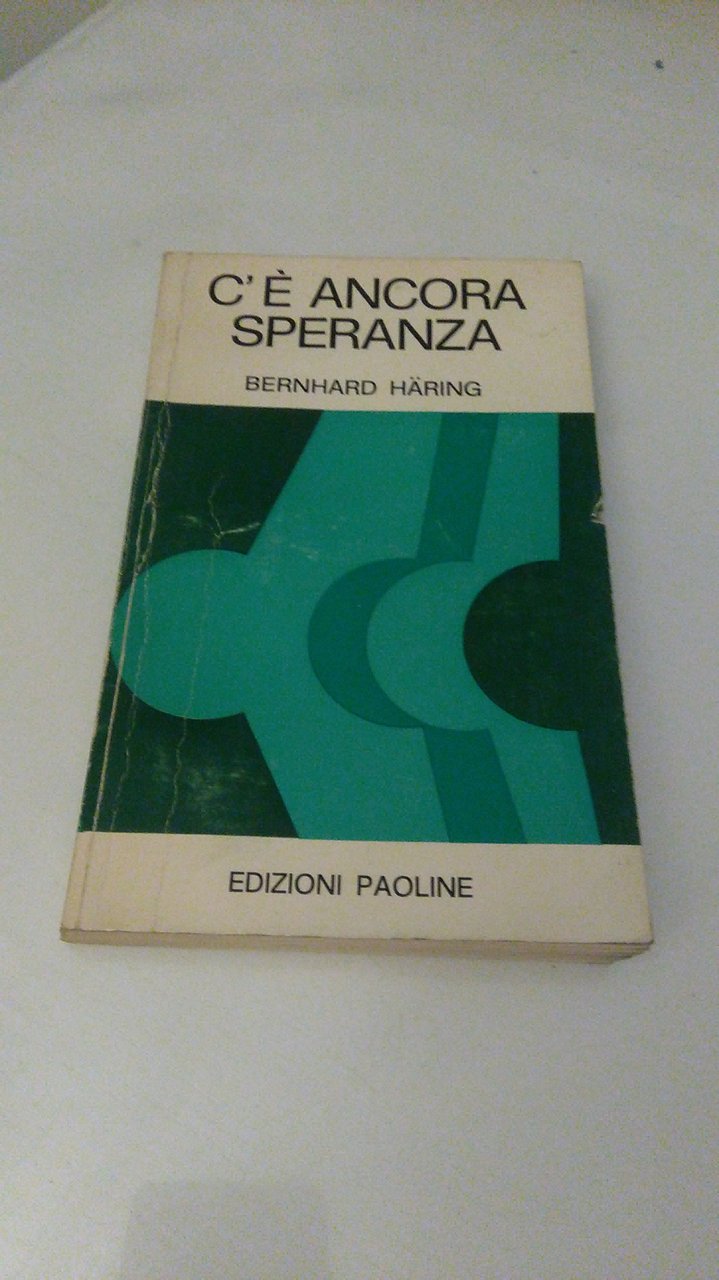 C'È ANCORA
SPERANZA
BERNHARD HÄRING
EDIZIONI PAOLINE